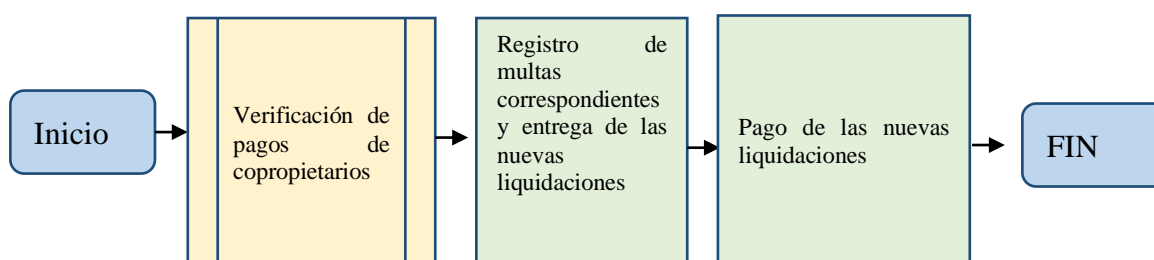 Inicio
Verificación de
pagos de
copropietarios
Registro de
multas
correspondientes
y entrega de las
nuevas
liquidaciones
Pago de las nuevas
liquidaciones
FIN